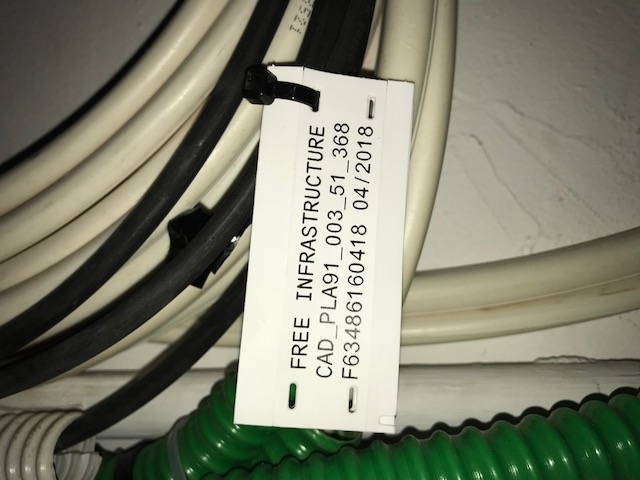 FREE INFRASTRUCTURE
CAD_PLA91_003_51_368
F63486160418 04/2018